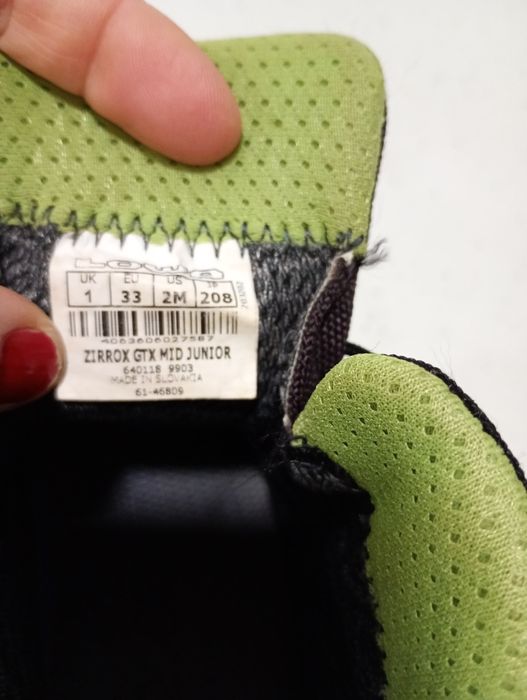 LOWA
UK EU US JP
1 33 2M 208
4063606027587
ZIRROX GTX MID JUNIOR
640118 9903
MADE IN SLOVAKIA
61-46809